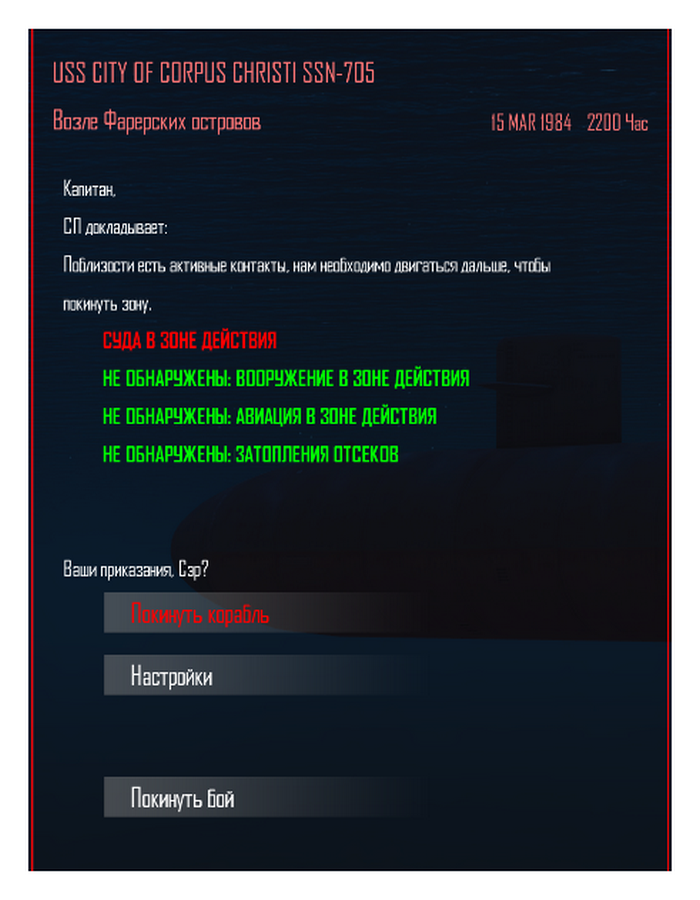 USS CITY OF CORPUS CHRISTI SSN-705
Возле Фарерских островов
15 MAR 1984 2200 Час
Капитан,
СП докладывает:
Поблизости есть активные контакты, нам необходимо двигаться дальше, чтобы
покинуть зону.
СУДА В ЗОНЕ ДЕЙСТВИЯ
НЕ ОБНАРУЖЕНЫ: ВООРУЖЕНИЕ В ЗОНЕ ДЕЙСТВИЯ
НЕ ОБНАРУЖЕНЫ: АВИАЦИЯ В ЗОНЕ ДЕЙСТВИЯ
НЕ ОБНАРУЖЕНЫ: ЗАТОПЛЕНИЯ ОТСЕКОВ
Ваши приказания, Сэр?
Покинуть корабль
Настройки
Покинуть бой